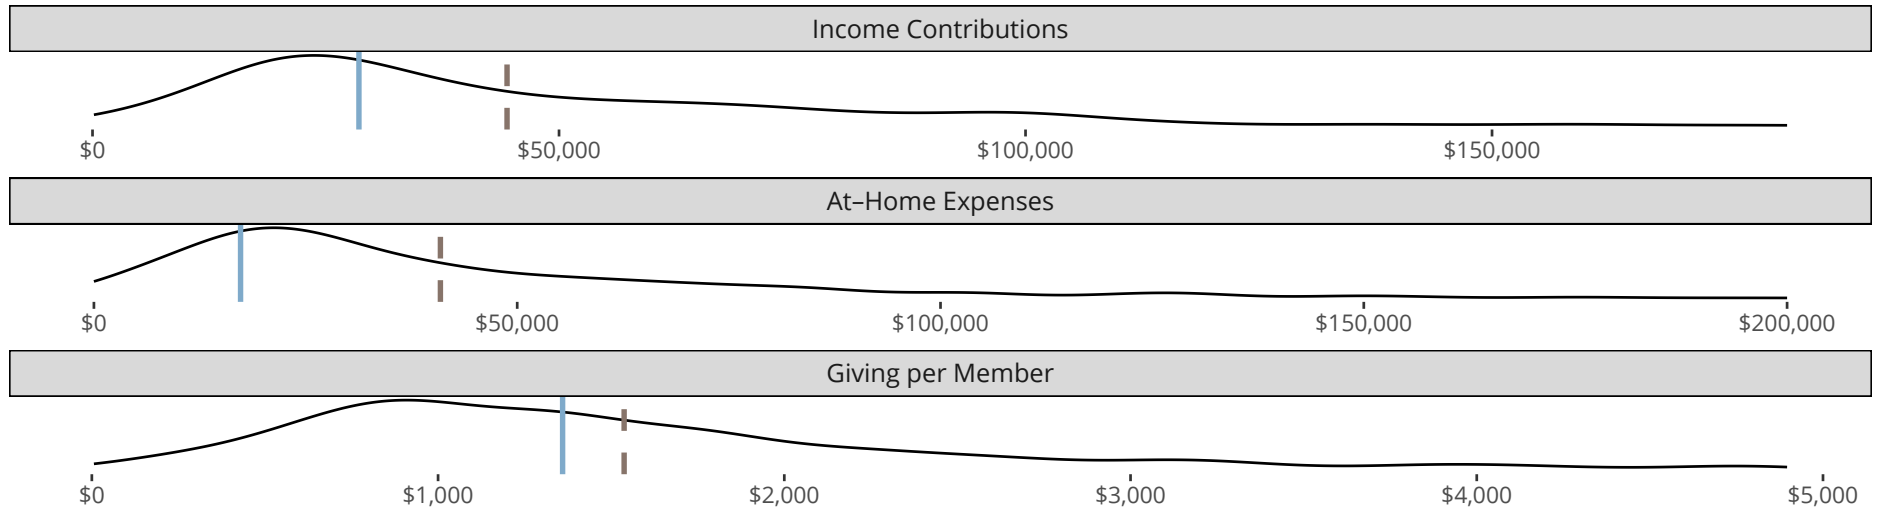 Income Contributions
$0 $50,000 $100,000 $150,000
At–Home Expenses
$0 $50,000 $100,000 $150,000 $200,000
Giving per Member
$0 $1,000 $2,000 $3,000 $4,000 $5,000